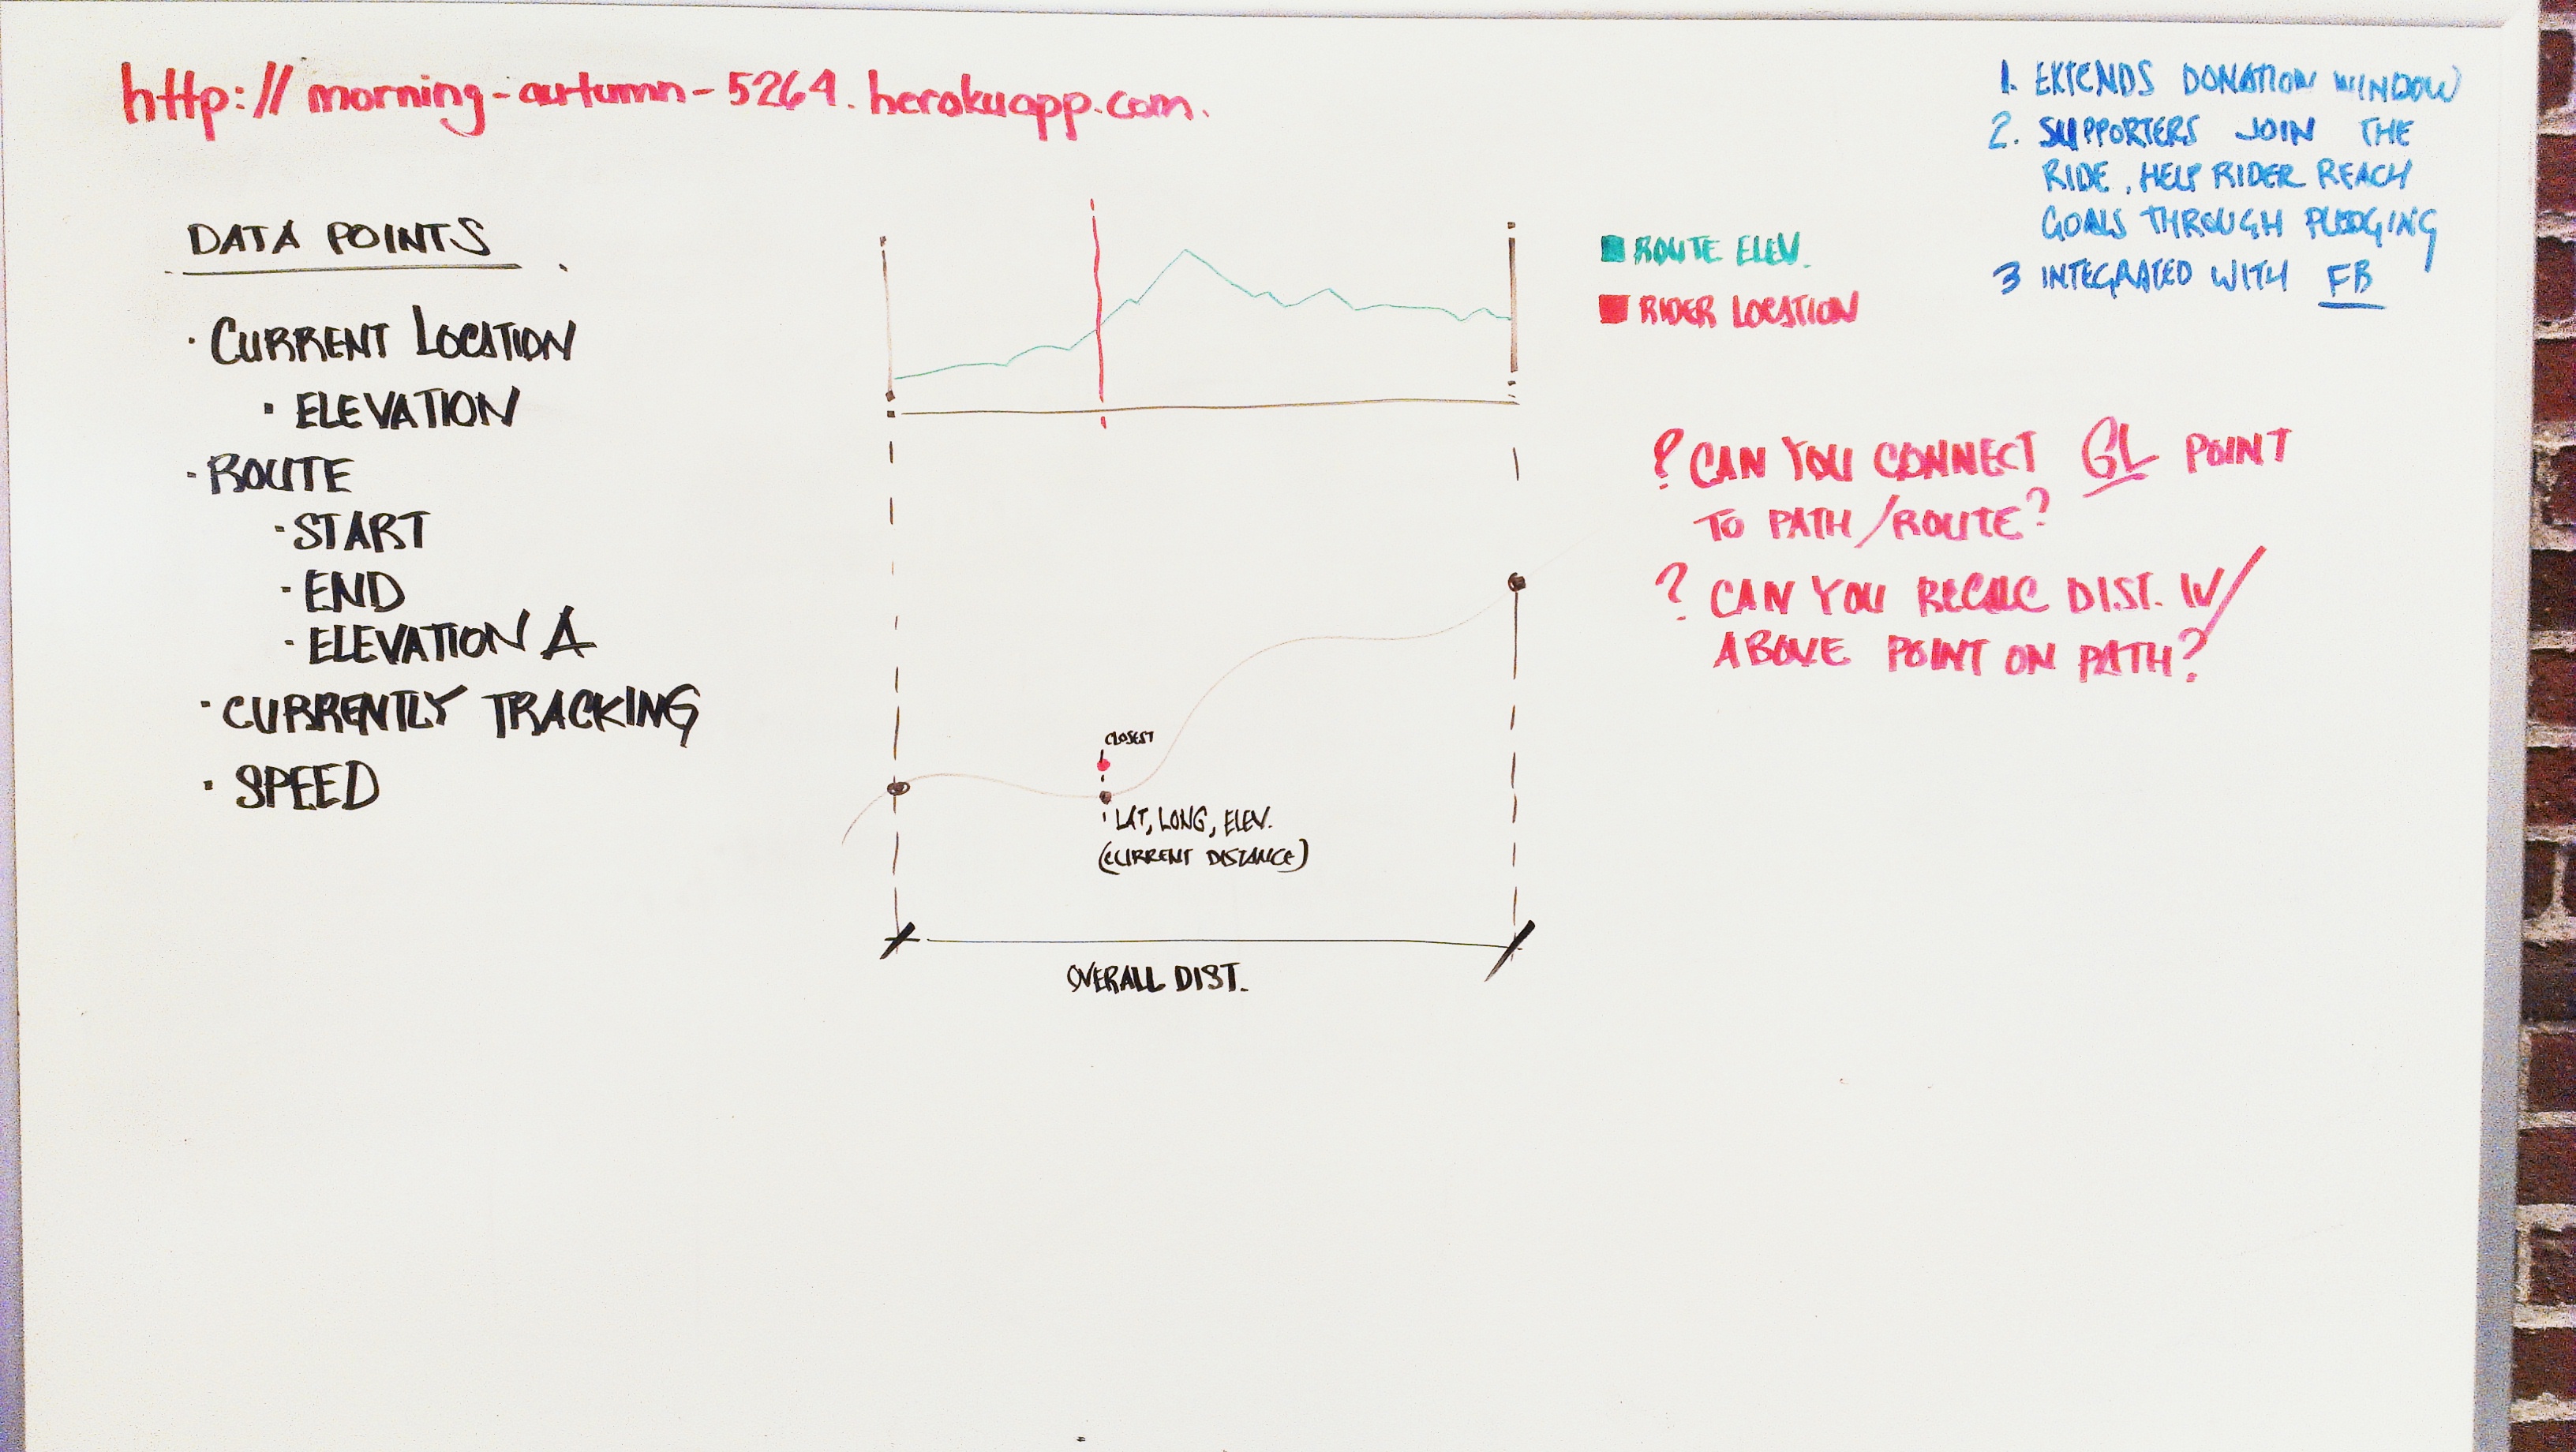 http://morning-autumn-5264.herokuapp.com.
DATA POINTS
· CURRENT LOCATION
· ELEVATION
- ROUTE
- START
- END
- ELEVATION Δ
· CURRENTLY TRACKING
· SPEED
ROUTE ELEV.
RIDER LOCATION
CLOSEST
LAT, LONG, ELEV.
(CURRENT DISTANCE)
OVERALL DIST.
1. EXTENDS DONATION WINDOW
2. SUPPORTERS JOIN THE
RIDE, HELP RIDER REACH
GOALS THROUGH PLEDGING
3 INTEGRATED WITH FB
? CAN YOU CONNECT GL POINT
TO PATH/ROUTE?
? CAN YOU RECALC DIST. W/
ABOVE POINT ON PATH?